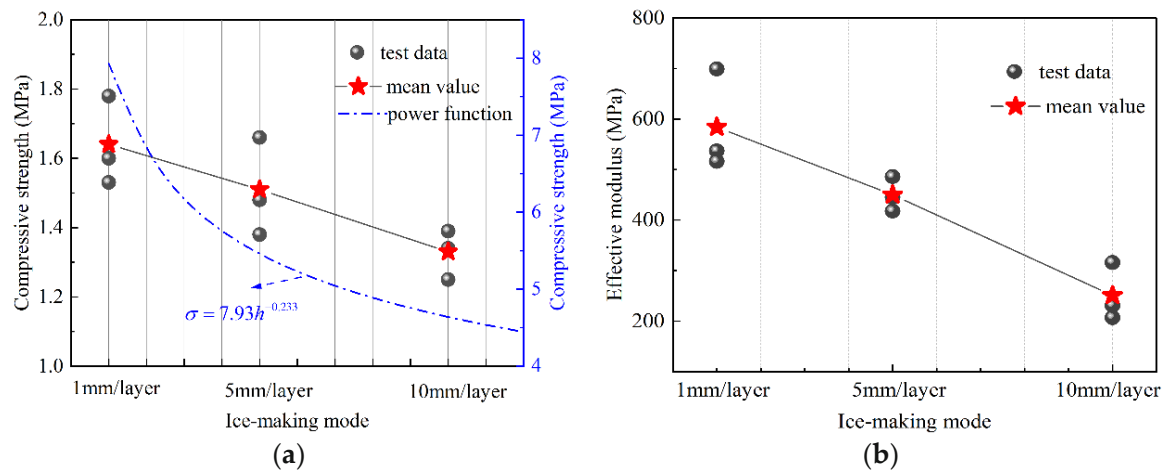 2.0
1.8
1.6
1.4
1.2
1.0
Compressive strength (MPa)
test data
mean value
power function
σ = 7.93h^−0.233
8
7
6
5
4
Compressive strength (MPa)
1mm/layer 5mm/layer 10mm/layer
Ice-making mode
(a)
800
600
400
200
Effective modulus (MPa)
test data
mean value
1mm/layer 5mm/layer 10mm/layer
Ice-making mode
(b)